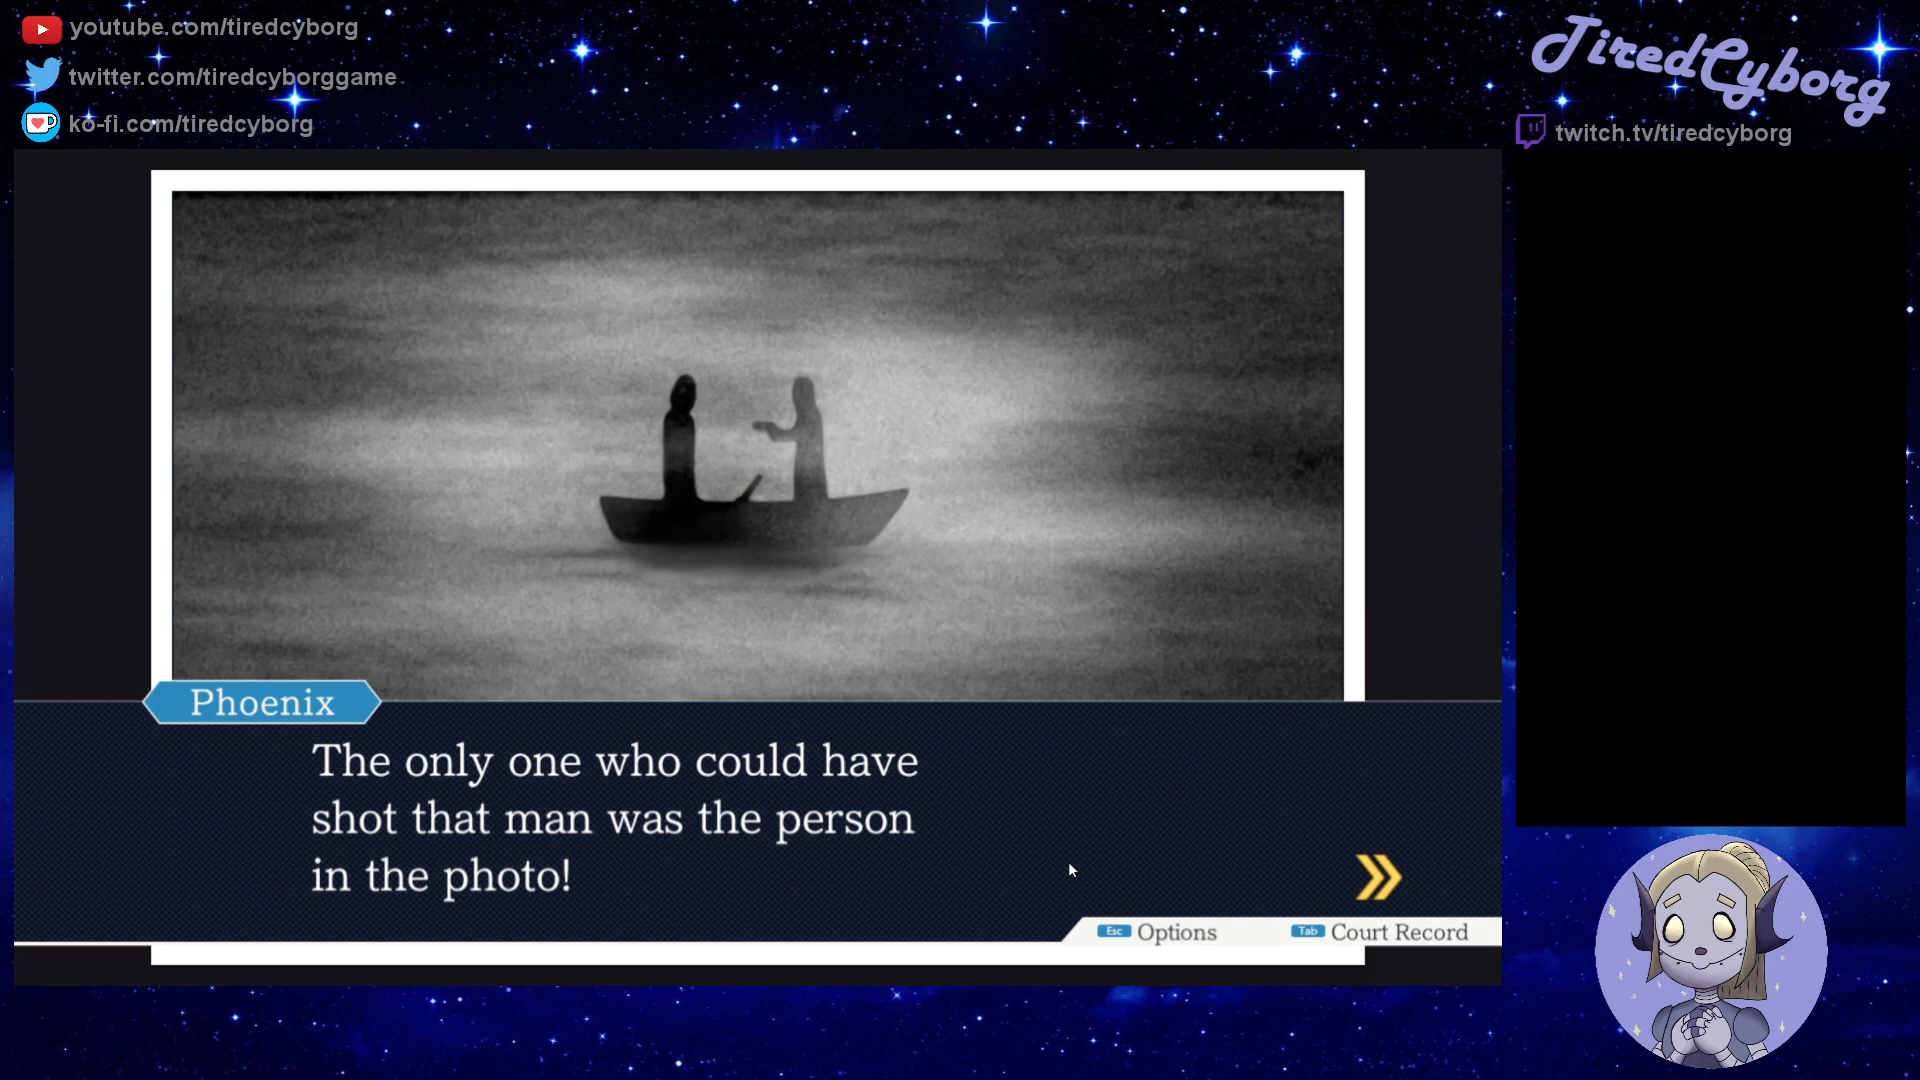 youtube.com/tiredcyborg
twitter.com/tiredcyborggame
ko-fi.com/tiredcyborg
TiredCyborg
twitch.tv/tiredcyborg
Phoenix
The only one who could have
shot that man was the person
in the photo!
Esc Options
Tab Court Record